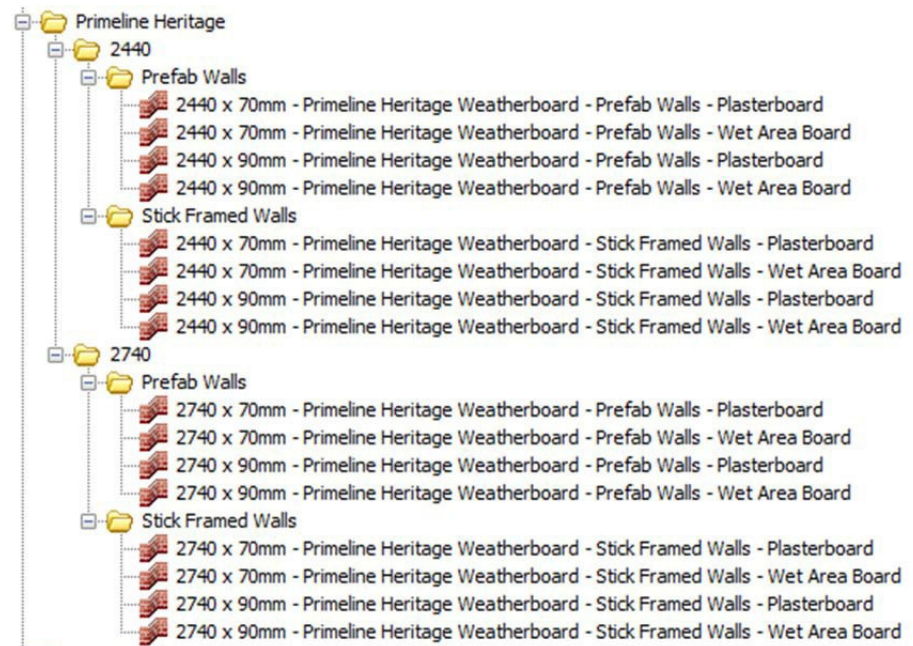 Primeline Heritage
2440
Prefab Walls
2440 x 70mm - Primeline Heritage Weatherboard - Prefab Walls - Plasterboard
2440 x 70mm - Primeline Heritage Weatherboard - Prefab Walls - Wet Area Board
2440 x 90mm - Primeline Heritage Weatherboard - Prefab Walls - Plasterboard
2440 x 90mm - Primeline Heritage Weatherboard - Prefab Walls - Wet Area Board
Stick Framed Walls
2440 x 70mm - Primeline Heritage Weatherboard - Stick Framed Walls - Plasterboard
2440 x 70mm - Primeline Heritage Weatherboard - Stick Framed Walls - Wet Area Board
2440 x 90mm - Primeline Heritage Weatherboard - Stick Framed Walls - Plasterboard
2440 x 90mm - Primeline Heritage Weatherboard - Stick Framed Walls - Wet Area Board
2740
Prefab Walls
2740 x 70mm - Primeline Heritage Weatherboard - Prefab Walls - Plasterboard
2740 x 70mm - Primeline Heritage Weatherboard - Prefab Walls - Wet Area Board
2740 x 90mm - Primeline Heritage Weatherboard - Prefab Walls - Plasterboard
2740 x 90mm - Primeline Heritage Weatherboard - Prefab Walls - Wet Area Board
Stick Framed Walls
2740 x 70mm - Primeline Heritage Weatherboard - Stick Framed Walls - Plasterboard
2740 x 70mm - Primeline Heritage Weatherboard - Stick Framed Walls - Wet Area Board
2740 x 90mm - Primeline Heritage Weatherboard - Stick Framed Walls - Plasterboard
2740 x 90mm - Primeline Heritage Weatherboard - Stick Framed Walls - Wet Area Board